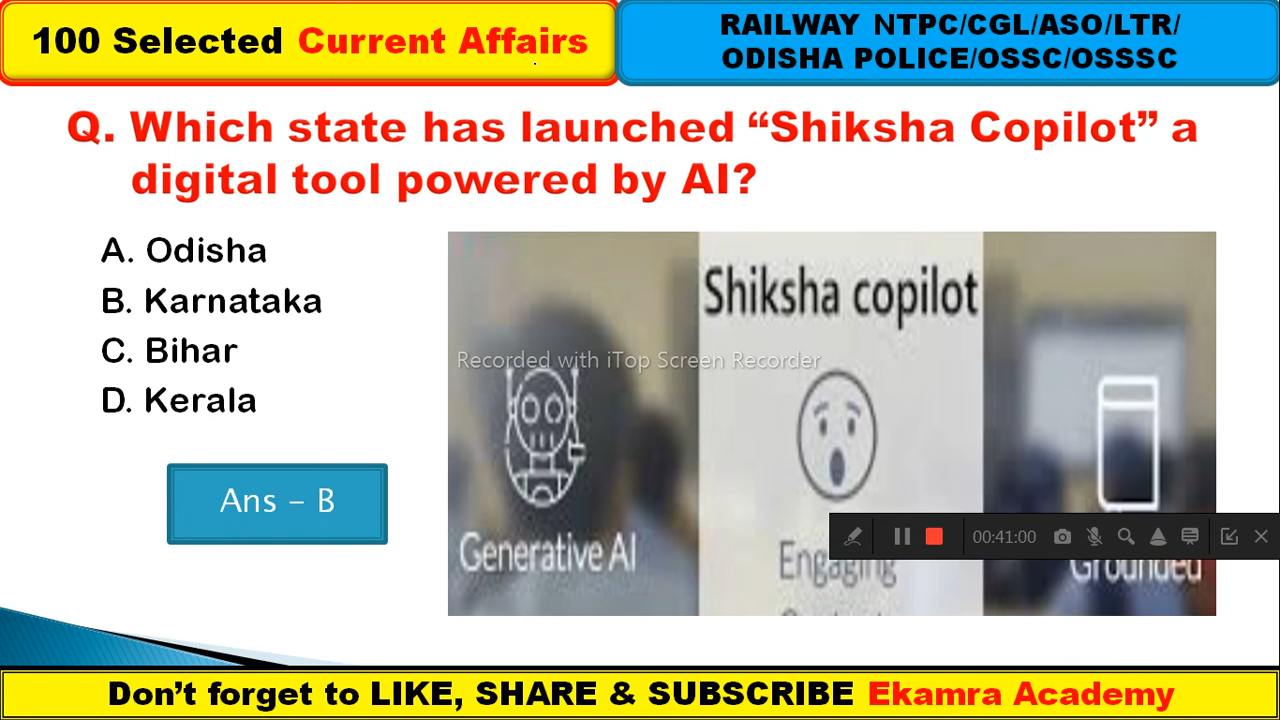 100 Selected Current Affairs
RAILWAY NTPC/CGL/ASO/LTR/
ODISHA POLICE/OSSC/OSSSC
Q. Which state has launched “Shiksha Copilot” a
digital tool powered by AI?
A. Odisha
B. Karnataka
C. Bihar
D. Kerala
Ans – B
Shiksha copilot
Recorded with iTop Screen Recorder
Generative AI
Engaging
Grounded
00:41:00
Don’t forget to LIKE, SHARE & SUBSCRIBE Ekamra Academy